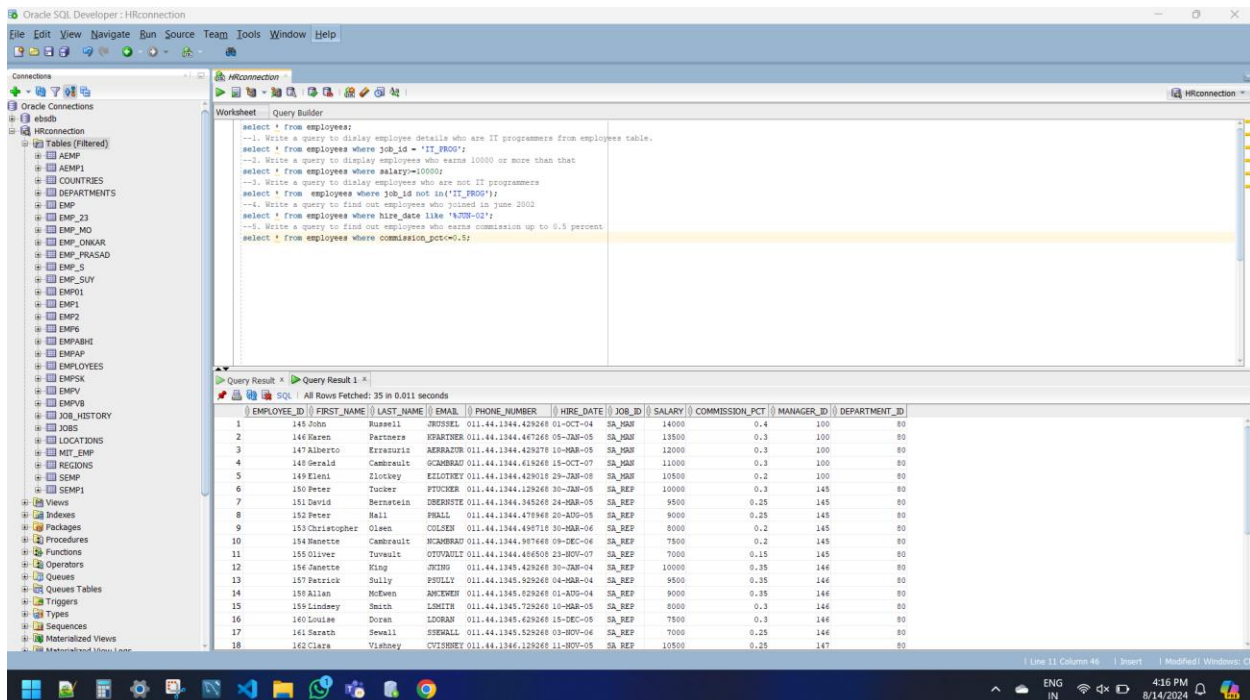 Oracle SQL Developer : HRconnection
File Edit View Navigate Run Source Team Tools Window Help
Connections
HRconnection
HRconnection
Oracle Connections
ebsdb
HRconnection
Tables (Filtered)
AEMP
AEMP1
COUNTRIES
DEPARTMENTS
EMP
EMP_23
EMP_MO
EMP_ONKAR
EMP_PRASAD
EMP_S
EMP_SUY
EMP01
EMP1
EMP2
EMP6
EMPABHI
EMPAP
EMPLOYEES
EMPSK
EMPV
EMPVB
JOB_HISTORY
JOBS
LOCATIONS
MIT_EMP
REGIONS
SEMP
SEMP1
Views
Indexes
Packages
Procedures
Functions
Operators
Queues
Queues Tables
Triggers
Types
Sequences
Materialized Views
Materialized View Logs
Worksheet Query Builder
select * from employees;
--1. Write a query to dislay employee details who are IT programmers from employees table.
select * from employees where job_id = 'IT_PROG';
--2. Write a query to dimplay employees who earns 10000 or more than that
select * from employees where salary>=10000;
--3. Write a query to dislay employees who are not IT programmers
select * from employees where job_id not in('IT_PROG');
--4. Write a query to find out employees who joined in june 2002
select * from employees where hire_date like '%JUN-02';
--5. Write a query to find out employees who earns commission up to 0.5 percent
select * from employees where commission_pct<=0.5;
Query Result Query Result 1
SQL | All Rows Fetched: 35 in 0.011 seconds
EMPLOYEE_ID FIRST_NAME LAST_NAME EMAIL PHONE_NUMBER HIRE_DATE JOB_ID SALARY COMMISSION_PCT MANAGER_ID DEPARTMENT_ID
1 145 John Russell JRUSSEL 011.44.1344.429268 01-OCT-04 SA_MAN 14000 0.4 100 80
2 146 Karen Partners KPARTNER 011.44.1344.467268 05-JAN-05 SA_MAN 13500 0.3 100 80
3 147 Alberto Errazuriz AERRAZUR 011.44.1344.429278 10-MAR-05 SA_MAN 12000 0.3 100 80
4 148 Gerald Cambrault GCAMBRAU 011.44.1344.619268 15-OCT-07 SA_MAN 11000 0.3 100 80
5 149 Eleni Zlotkey EZLOTKEY 011.44.1344.429018 29-JAN-08 SA_MAN 10500 0.2 100 80
6 150 Peter Tucker PTUCKER 011.44.1344.129268 30-JAN-05 SA_REP 10000 0.3 145 80
7 151 David Bernstein DBERNSTE 011.44.1344.345268 24-MAR-05 SA_REP 9500 0.25 145 80
8 152 Peter Hall PHALL 011.44.1344.478968 20-AUG-05 SA_REP 9000 0.25 145 80
9 153 Christopher Olsen COLSEN 011.44.1344.498718 30-MAR-06 SA_REP 8000 0.2 145 80
10 154 Nanette Cambrault NCAMBRAU 011.44.1344.987668 09-DEC-06 SA_REP 7500 0.2 145 80
11 155 Oliver Tuvault OTUVAULT 011.44.1344.486508 23-NOV-07 SA_REP 7000 0.15 145 80
12 156 Janette King JKING 011.44.1345.429268 30-JAN-04 SA_REP 10000 0.35 146 80
13 157 Patrick Sully PSULLY 011.44.1345.929268 04-MAR-04 SA_REP 9500 0.35 146 80
14 158 Allan McEwen AMCEWEN 011.44.1345.829268 01-AUG-04 SA_REP 9000 0.35 146 80
15 159 Lindsey Smith LSMITH 011.44.1345.729268 10-MAR-05 SA_REP 8000 0.3 146 80
16 160 Louise Doran LDORAN 011.44.1345.629268 15-DEC-05 SA_REP 7500 0.3 146 80
17 161 Sarath Sewall SSEWALL 011.44.1345.529268 03-NOV-06 SA_REP 7000 0.25 146 80
18 162 Clara Vishney CVISHNEY 011.44.1346.129268 11-NOV-05 SA_REP 10500 0.25 147 80
Line 11 Column 46 | Insert | Modified | Windows: C
ENG
IN
4:16 PM
8/14/2024